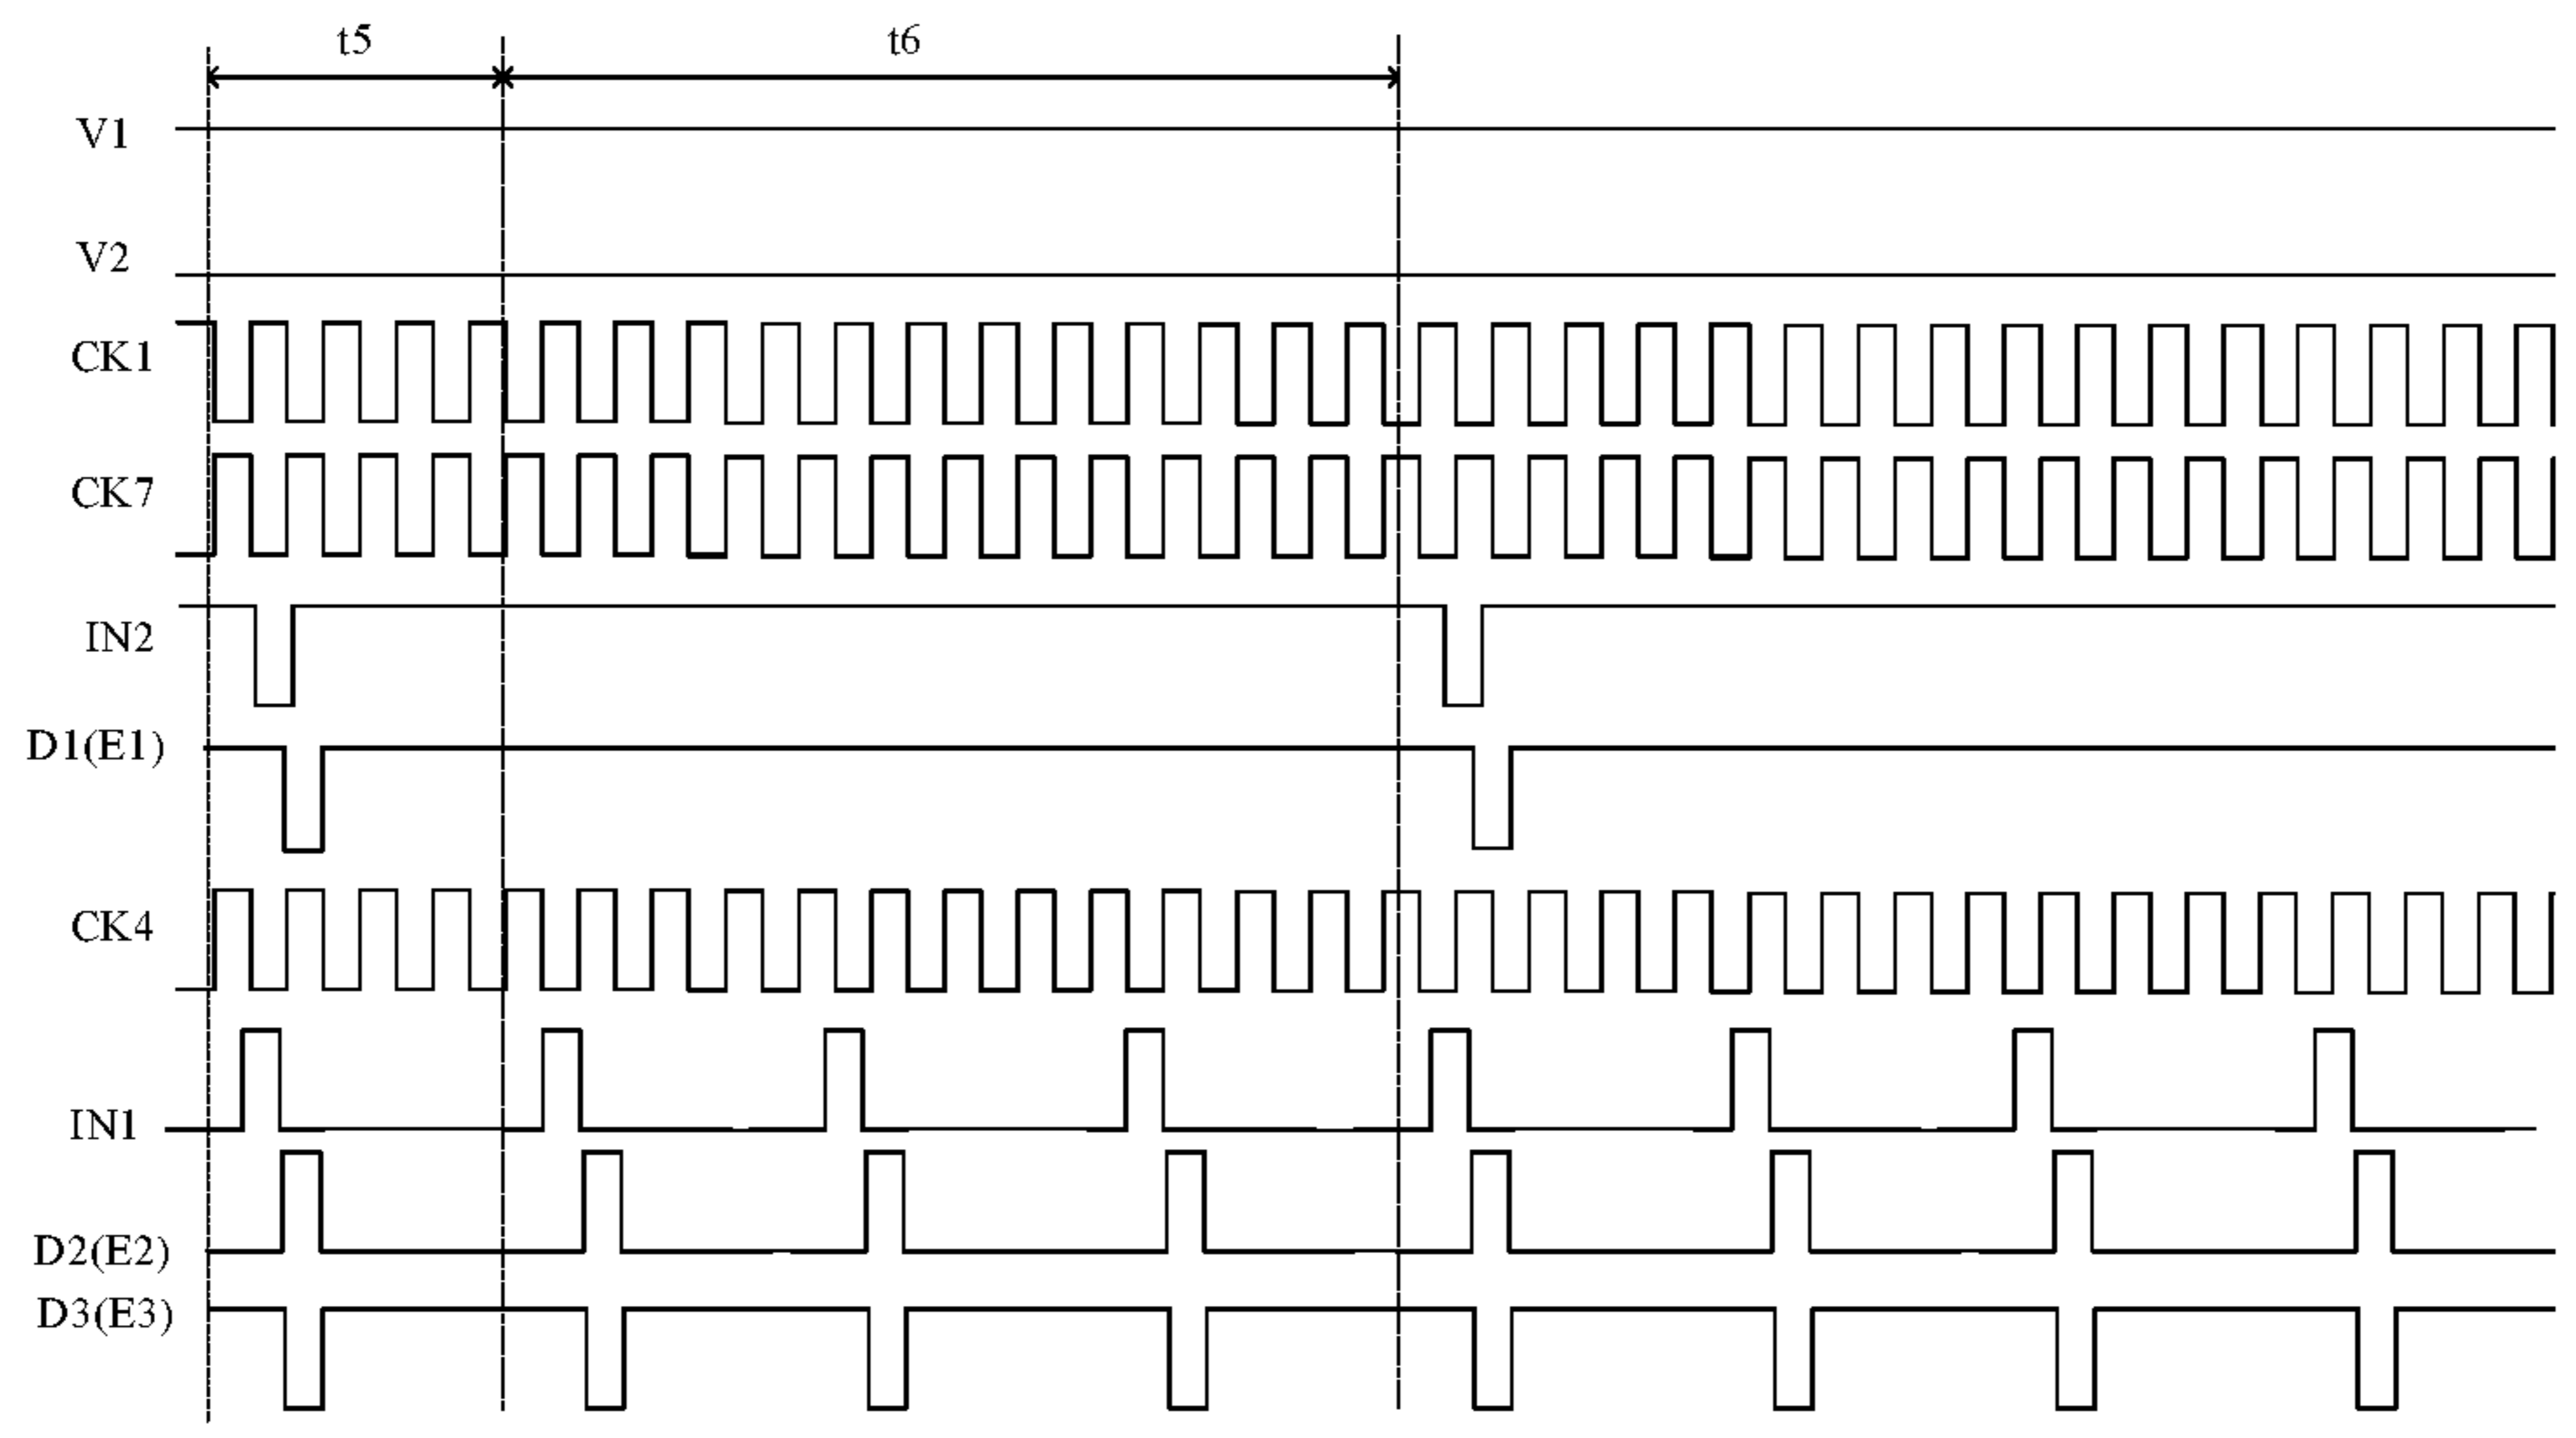 t5 t6
V1
V2
CK1
CK7
IN2
D1(E1)
CK4
IN1
D2(E2)
D3(E3)